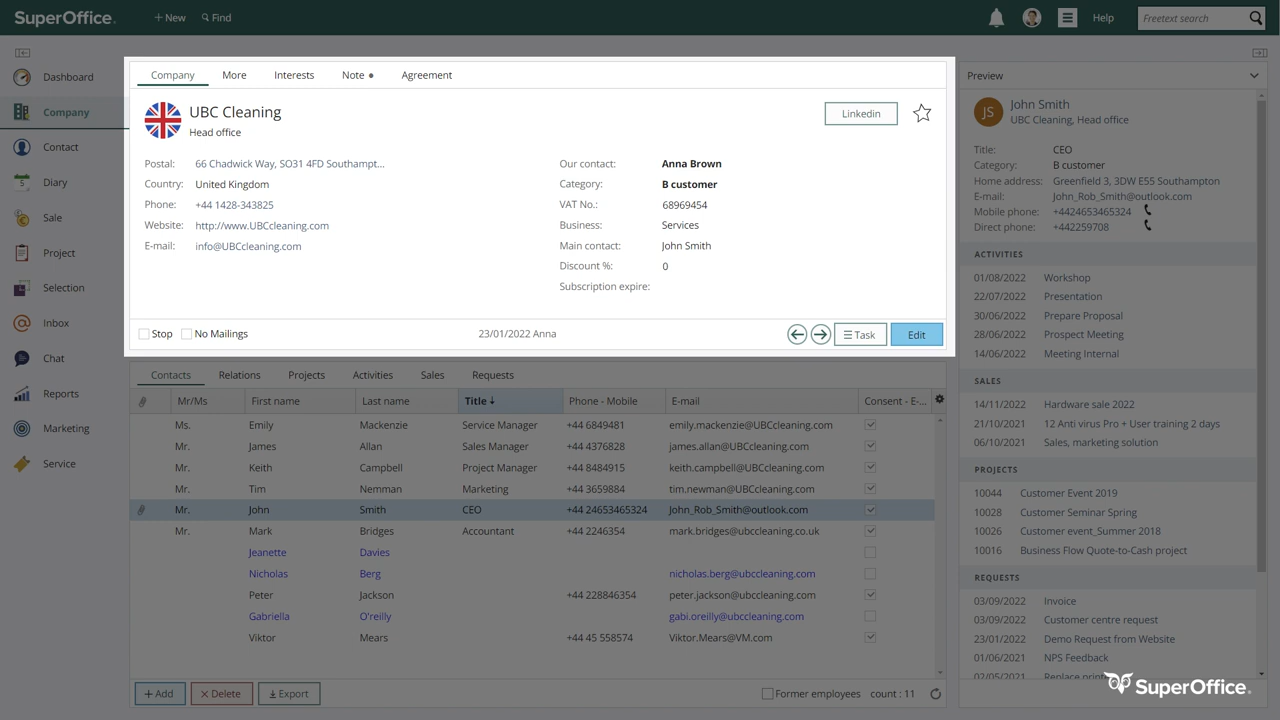 SuperOffice.
+ New
Find
Help
Freetext search
Dashboard
Company
Contact
Diary
Sale
Project
Selection
Inbox
Chat
Reports
Marketing
Service
Company More Interests Note Agreement
UBC Cleaning
Head office
Linkedin
Postal: 66 Chadwick Way, SO31 4FD Southampt...
Country: United Kingdom
Phone: +44 1428-343825
Website: http://www.UBCcleaning.com
E-mail: info@UBCcleaning.com
Our contact: Anna Brown
Category: B customer
VAT No.: 68969454
Business: Services
Main contact: John Smith
Discount %: 0
Subscription expire:
Stop No Mailings 23/01/2022 Anna Task Edit
Contacts Relations Projects Activities Sales Requests
Mr/Ms First name Last name Title Phone - Mobile E-mail Consent - E-...
Ms. Emily Mackenzie Service Manager +44 6849481 emily.mackenzie@UBCcleaning.com
Mr. James Allan Sales Manager +44 4376828 james.allan@UBCcleaning.com
Mr. Keith Campbell Project Manager +44 8484915 keith.campbell@UBCcleaning.com
Mr. Tim Nemman Marketing +44 3659884 tim.newman@UBCcleaning.com
Mr. John Smith CEO +44 24653465324 John_Rob_Smith@outlook.com
Mr. Mark Bridges Accountant +44 2246354 mark.bridges@ubccleaning.co.uk
Jeanette Davies
Nicholas Berg nicholas.berg@ubccleaning.com
Peter Jackson +44 228846354 peter.jackson@ubccleaning.com
Gabriella O'reilly gabi.oreilly@ubccleaning.com
Viktor Mears +44 45 558574 Viktor.Mears@VM.com
+ Add
Delete
Export
Former employees count : 11
Preview
JS
John Smith
UBC Cleaning, Head office
Title: CEO
Category: B customer
Home address: Greenfield 3, 3DW E55 Southampton
E-mail: John_Rob_Smith@outlook.com
Mobile phone: +4424653465324
Direct phone: +442259708
ACTIVITIES
01/08/2022 Workshop
22/07/2022 Presentation
30/06/2022 Prepare Proposal
28/06/2022 Prospect Meeting
14/06/2022 Meeting Internal
SALES
14/11/2022 Hardware sale 2022
21/10/2021 12 Anti virus Pro + User training 2 days
06/10/2021 Sales, marketing solution
PROJECTS
10044 Customer Event 2019
10028 Customer Seminar Spring
10026 Customer event_Summer 2018
10016 Business Flow Quote-to-Cash project
REQUESTS
03/09/2022 Invoice
03/09/2022 Customer centre request
23/01/2022 Demo Request from Website
01/06/2021 NPS Feedback
02/05/2021 Replace
SuperOffice.